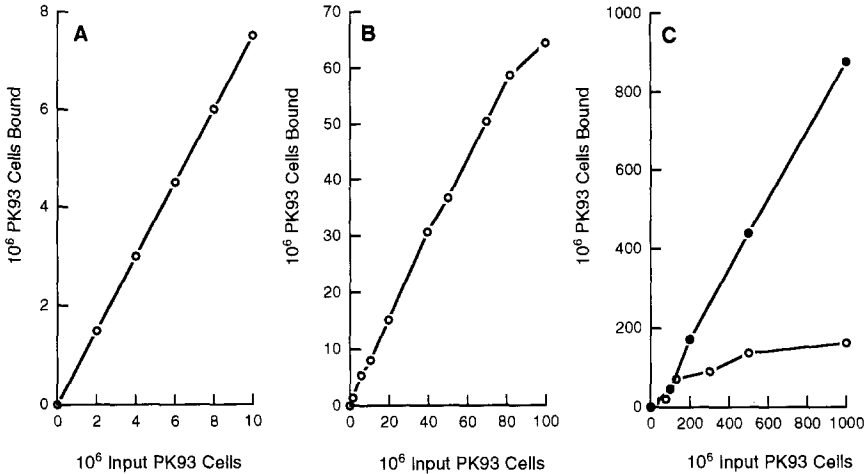 A
10⁶ PK93 Cells Bound
8
6
4
2
0
0 2 4 6 8 10
10⁶ Input PK93 Cells
B
10⁶ PK93 Cells Bound
70
60
50
40
30
20
10
0
0 20 40 60 80 100
10⁶ Input PK93 Cells
C
10⁶ PK93 Cells Bound
1000
800
600
400
200
0
0 200 400 600 800 1000
10⁶ Input PK93 Cells